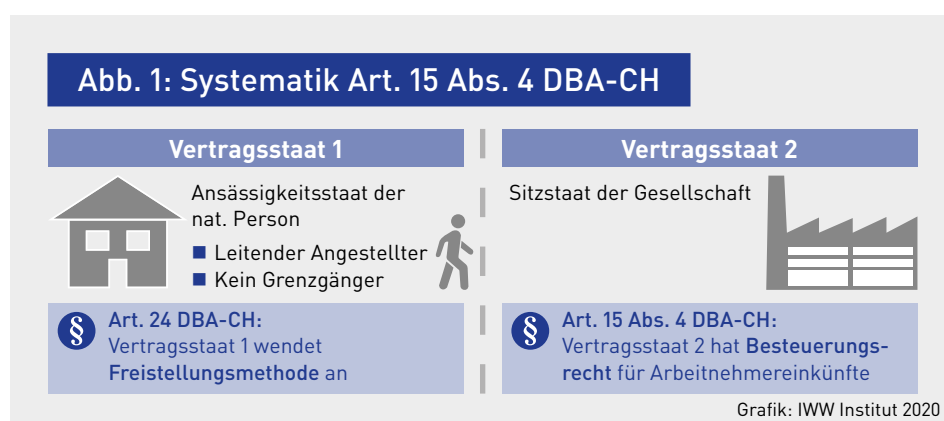 Abb. 1: Systematik Art. 15 Abs. 4 DBA-CH
Vertragsstaat 1
Ansässigkeitsstaat der
nat. Person
■ Leitender Angestellter
■ Kein Grenzgänger
§
Art. 24 DBA-CH:
Vertragsstaat 1 wendet
Freistellungsmethode an
Vertragsstaat 2
Sitzstaat der Gesellschaft
§
Art. 15 Abs. 4 DBA-CH:
Vertragsstaat 2 hat Besteuerungs-
recht für Arbeitnehmereinkünfte
Grafik: IWW Institut 2020